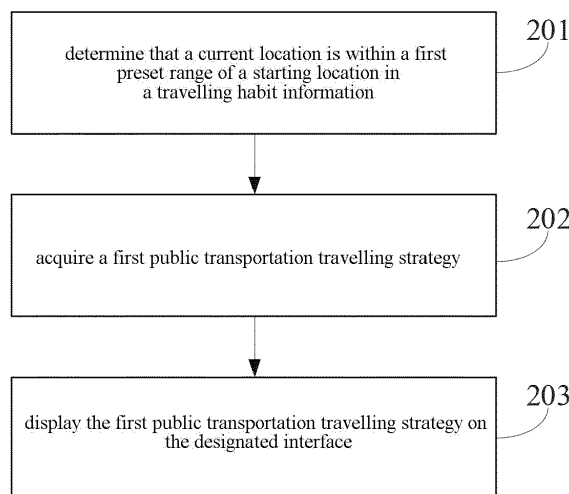 201
determine that a current location is within a first
preset range of a starting location in
a travelling habit information
202
acquire a first public transportation travelling strategy
203
display the first public transportation travelling strategy on
the designated interface